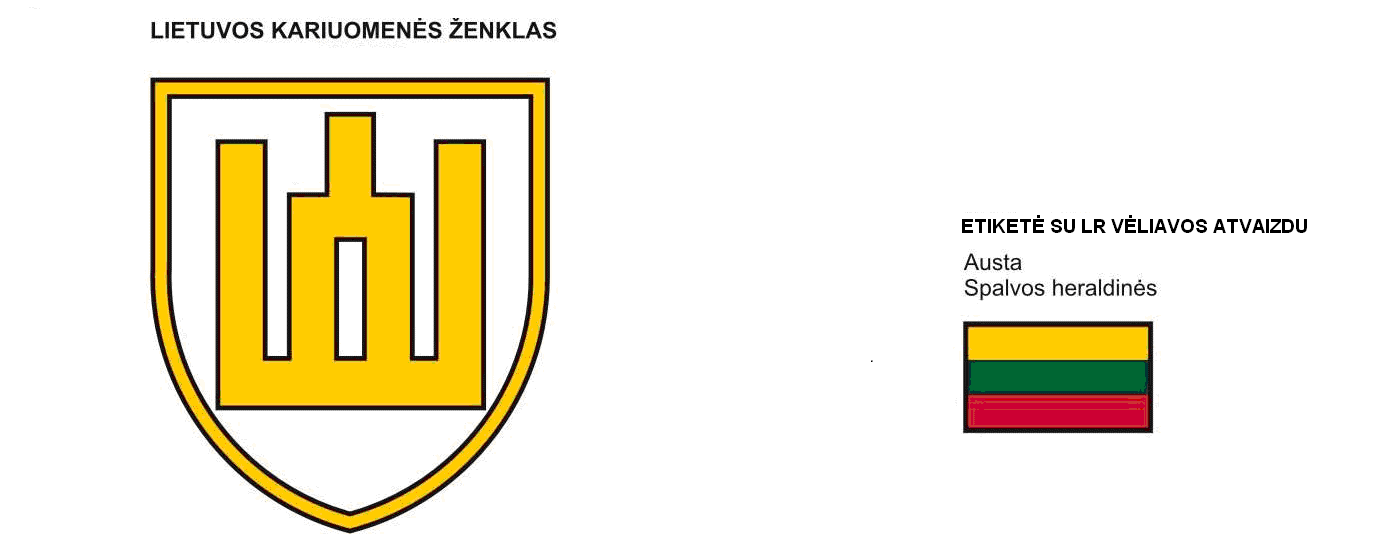 LIETUVOS KARIUOMENĖS ŽENKLAS
ETIKETĖ SU LR VĖLIAVOS ATVAIZDU
Austa
Spalvos heraldinės